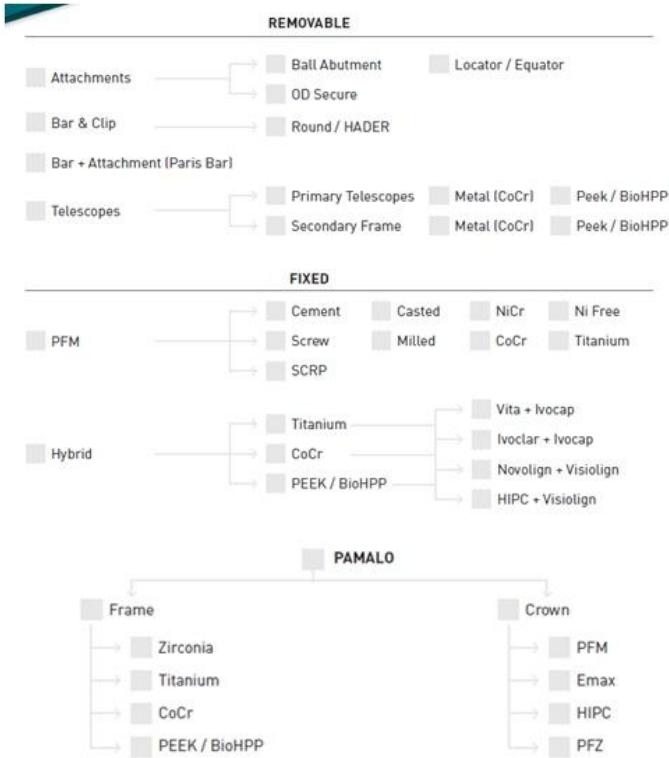 REMOVABLE
Attachments
Ball Abutment
Locator / Equator
OD Secure
Bar & Clip
Round / HADER
Bar + Attachment (Paris Bar)
Telescopes
Primary Telescopes
Metal (CoCr)
Peek / BioHPP
Secondary Frame
Metal (CoCr)
Peek / BioHPP
FIXED
PFM
Cement
Casted
NiCr
Ni Free
Screw
Milled
CoCr
Titanium
SCRP
Hybrid
Titanium
CoCr
PEEK / BioHPP
Vita + Ivocap
Ivoclar + Ivocap
Novolign + Visiolign
HIPC + Visiolign
PAMALO
Frame
Zirconia
Titanium
CoCr
PEEK / BioHPP
Crown
PFM
Emax
HIPC
PFZ